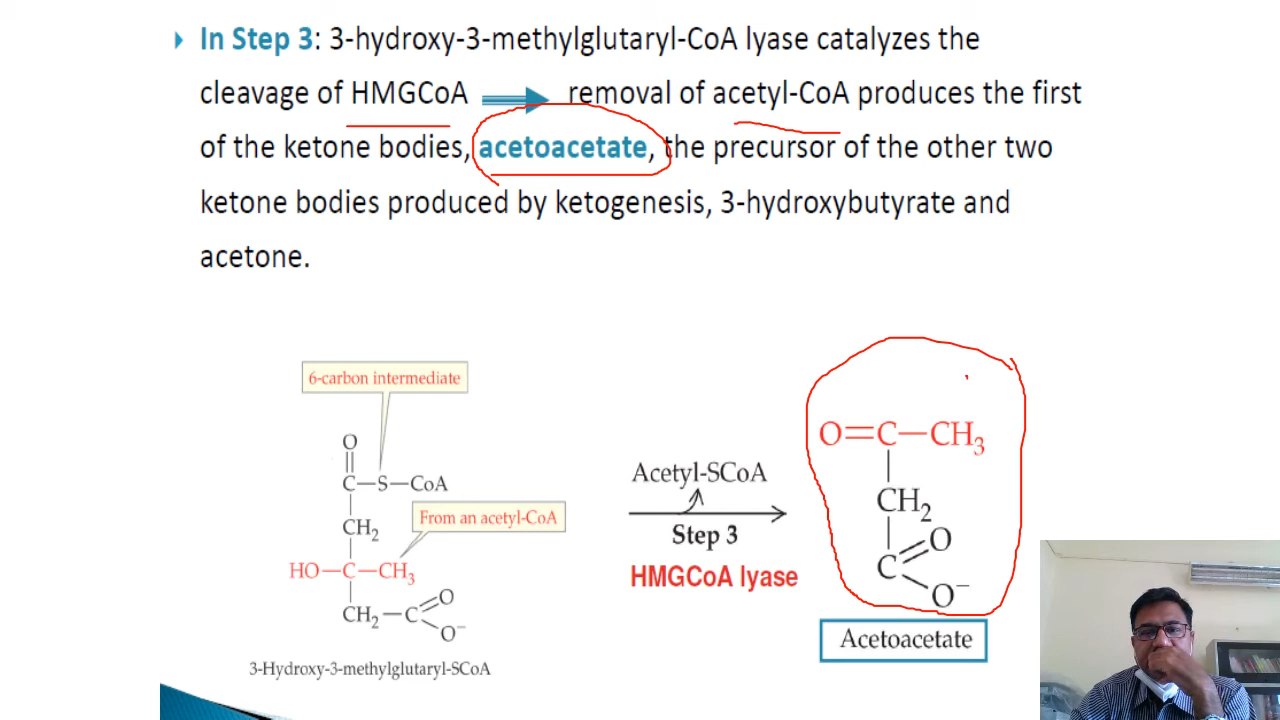 In Step 3: 3-hydroxy-3-methylglutaryl-CoA lyase catalyzes the
cleavage of HMGCoA removal of acetyl-CoA produces the first
of the ketone bodies, acetoacetate, the precursor of the other two
ketone bodies produced by ketogenesis, 3-hydroxybutyrate and
acetone.
6-carbon intermediate
O
C—S—CoA
CH2
From an acetyl-CoA
HO—C—CH3
CH2—C
O
O−
3-Hydroxy-3-methylglutaryl-SCoA
Acetyl-SCoA
Step 3
HMGCoA lyase
O=C—CH3
CH2
O
C
O−
Acetoacetate